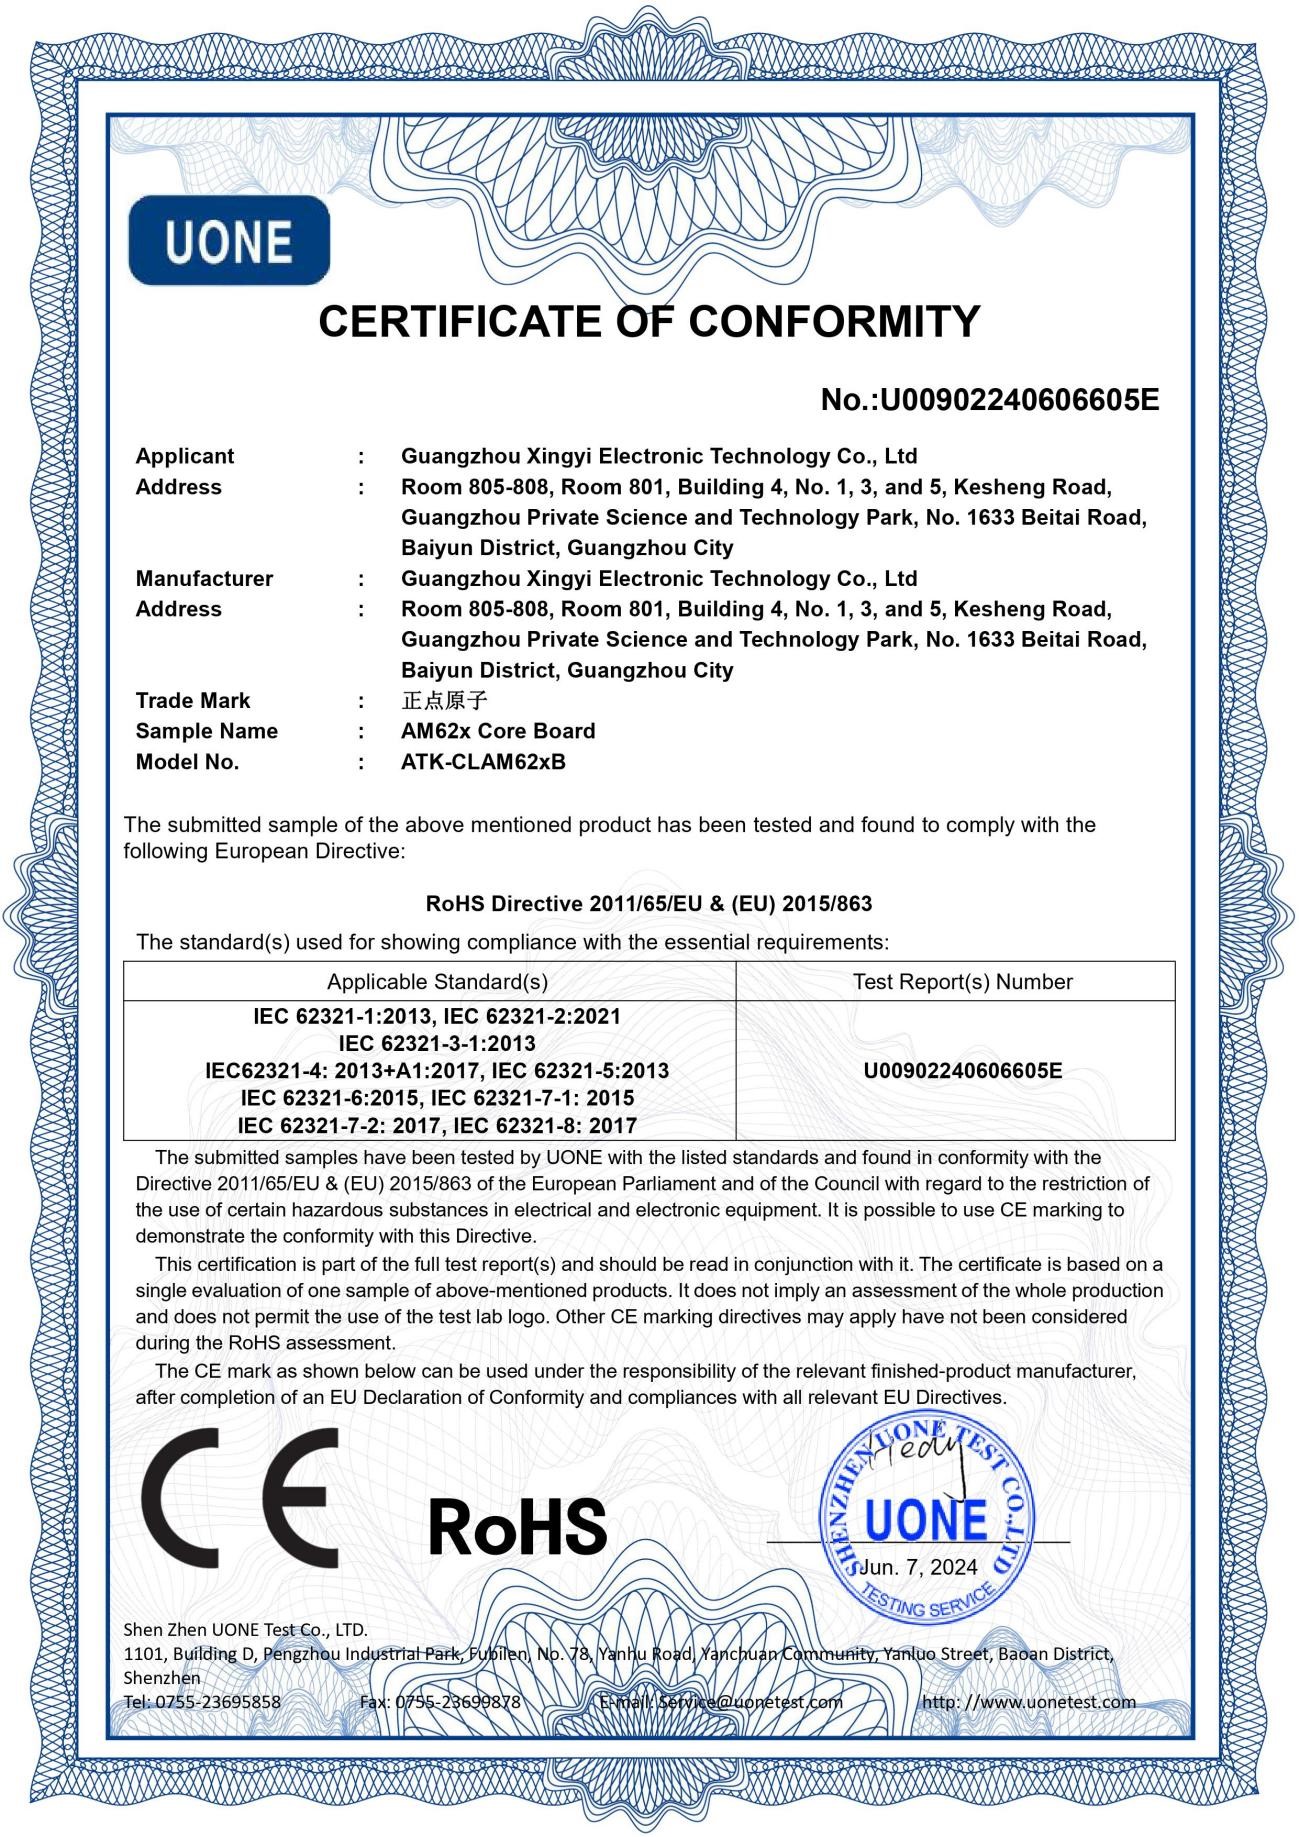 UONE
CERTIFICATE OF CONFORMITY
No.:U00902240606605E
Applicant : Guangzhou Xingyi Electronic Technology Co., Ltd
Address : Room 805-808, Room 801, Building 4, No. 1, 3, and 5, Kesheng Road,
Guangzhou Private Science and Technology Park, No. 1633 Beitai Road,
Baiyun District, Guangzhou City
Manufacturer : Guangzhou Xingyi Electronic Technology Co., Ltd
Address : Room 805-808, Room 801, Building 4, No. 1, 3, and 5, Kesheng Road,
Guangzhou Private Science and Technology Park, No. 1633 Beitai Road,
Baiyun District, Guangzhou City
Trade Mark : 正点原子
Sample Name : AM62x Core Board
Model No. : ATK-CLAM62xB
The submitted sample of the above mentioned product has been tested and found to comply with the
following European Directive:
RoHS Directive 2011/65/EU & (EU) 2015/863
The standard(s) used for showing compliance with the essential requirements:
Applicable Standard(s) Test Report(s) Number
IEC 62321-1:2013, IEC 62321-2:2021
IEC 62321-3-1:2013
IEC62321-4: 2013+A1:2017, IEC 62321-5:2013 U00902240606605E
IEC 62321-6:2015, IEC 62321-7-1: 2015
IEC 62321-7-2: 2017, IEC 62321-8: 2017
The submitted samples have been tested by UONE with the listed standards and found in conformity with the
Directive 2011/65/EU & (EU) 2015/863 of the European Parliament and of the Council with regard to the restriction of
the use of certain hazardous substances in electrical and electronic equipment. It is possible to use CE marking to
demonstrate the conformity with this Directive.
This certification is part of the full test report(s) and should be read in conjunction with it. The certificate is based on a
single evaluation of one sample of above-mentioned products. It does not imply an assessment of the whole production
and does not permit the use of the test lab logo. Other CE marking directives may apply have not been considered
during the RoHS assessment.
The CE mark as shown below can be used under the responsibility of the relevant finished-product manufacturer,
after completion of an EU Declaration of Conformity and compliances with all relevant EU Directives.
CE
RoHS
SHENZHEN UONE TEST CO.,LTD
UONE
Jun. 7, 2024
TESTING SERVICE
Shen Zhen UONE Test Co., LTD.
1101, Building D, Pengzhou Industrial Park, Fubilen, No. 78, Yanhu Road, Yanchuan Community, Yanluo Street, Baoan District,
Shenzhen
Tel: 0755-23695858 Fax: 0755-23699878 E-mail: Service@uonetest.com http: //www.uonetest.com